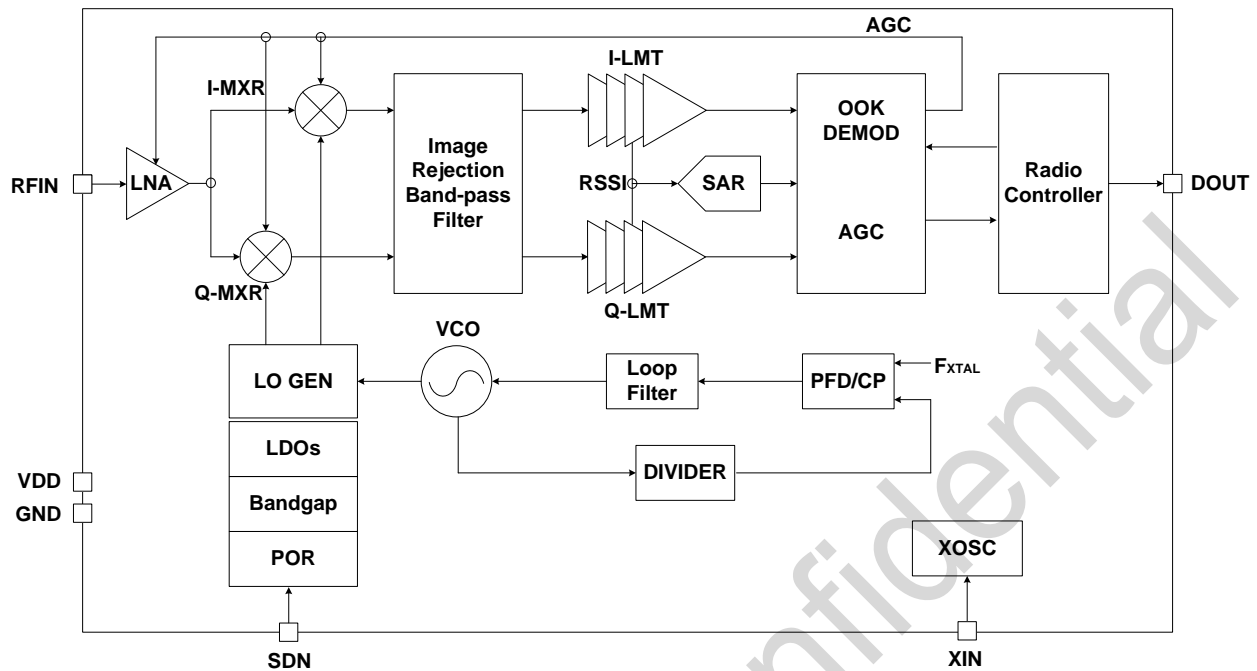 AGC
I-MXR
I-LMT
RFIN
LNA
Image
Rejection
Band-pass
Filter
RSSI
SAR
OOK
DEMOD
AGC
Radio
Controller
DOUT
Q-MXR
Q-LMT
VCO
LO GEN
Loop
Filter
PFD/CP
FXTAL
LDOs
DIVIDER
VDD
Bandgap
GND
POR
XOSC
SDN
XIN
nfidential